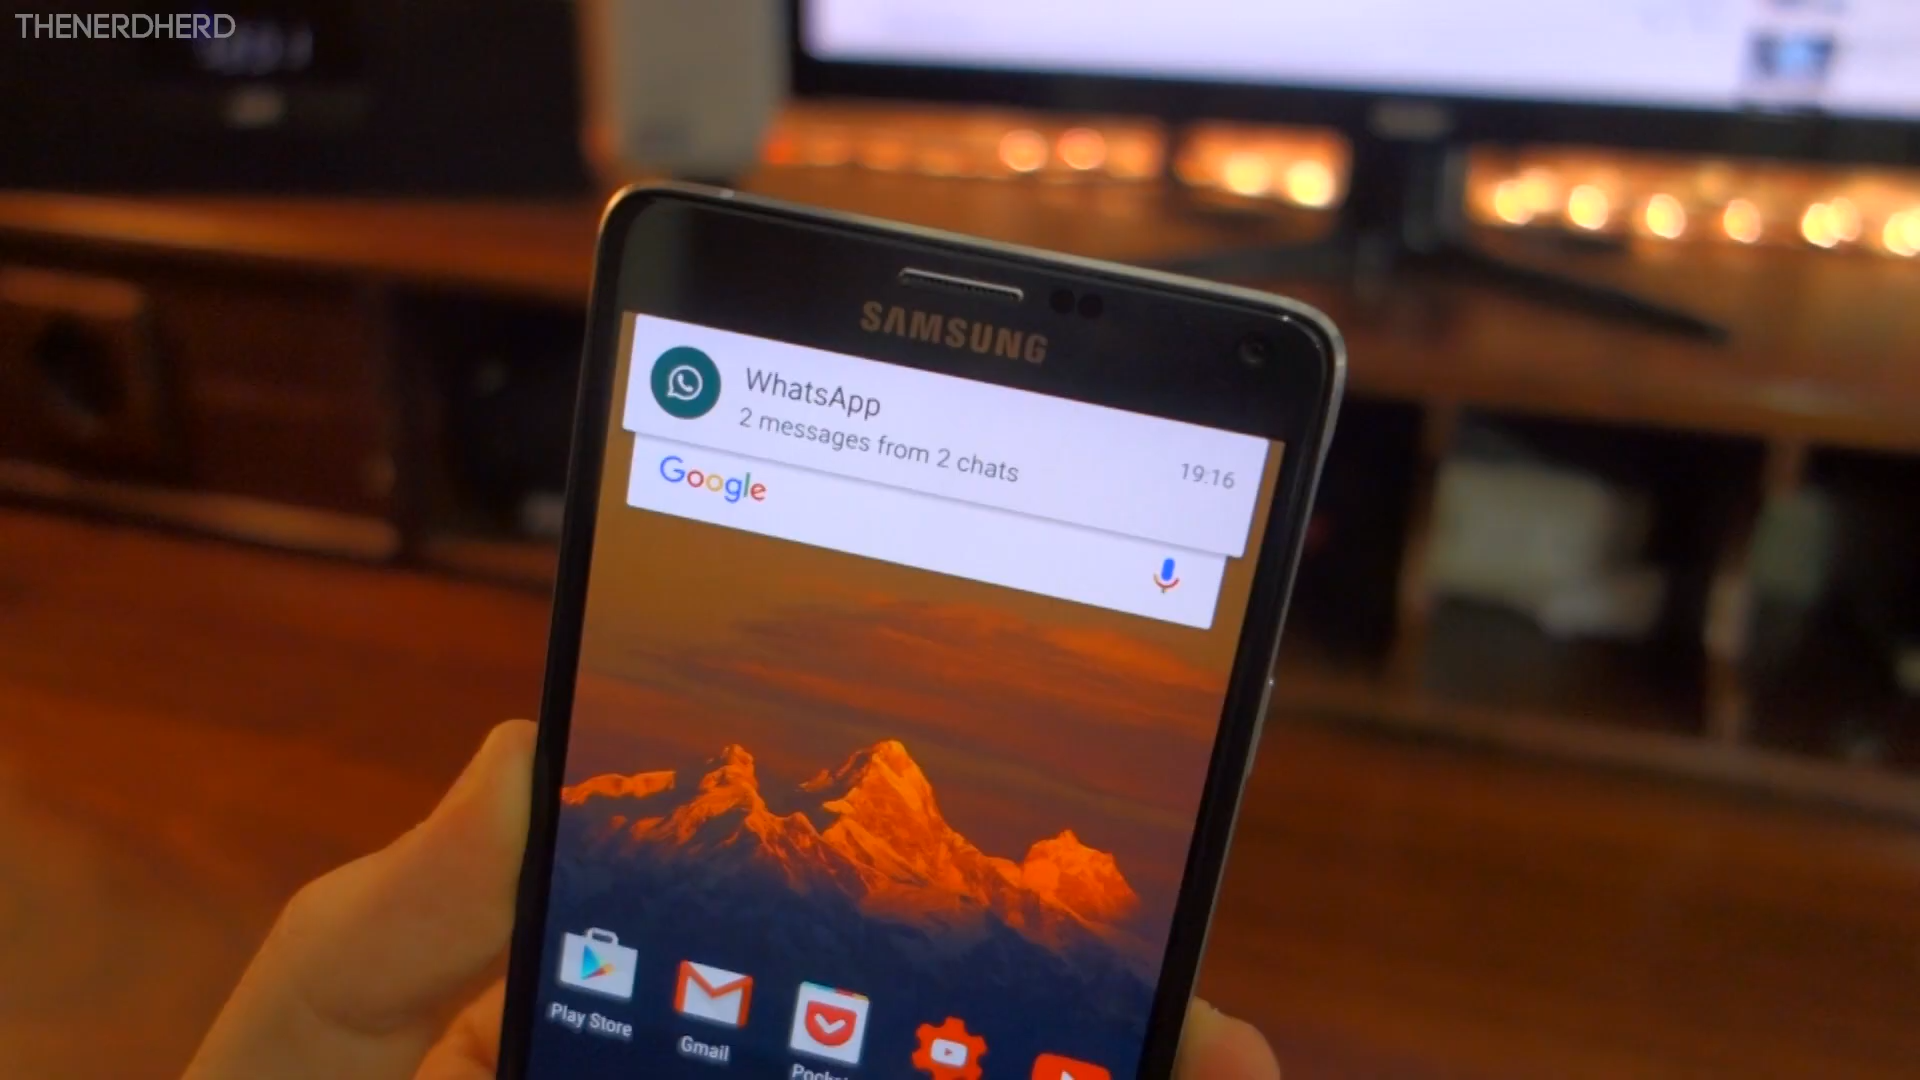 THENERDHERD
SAMSUNG
WhatsApp
2 messages from 2 chats
19:16
Google
Play Store
Gmail